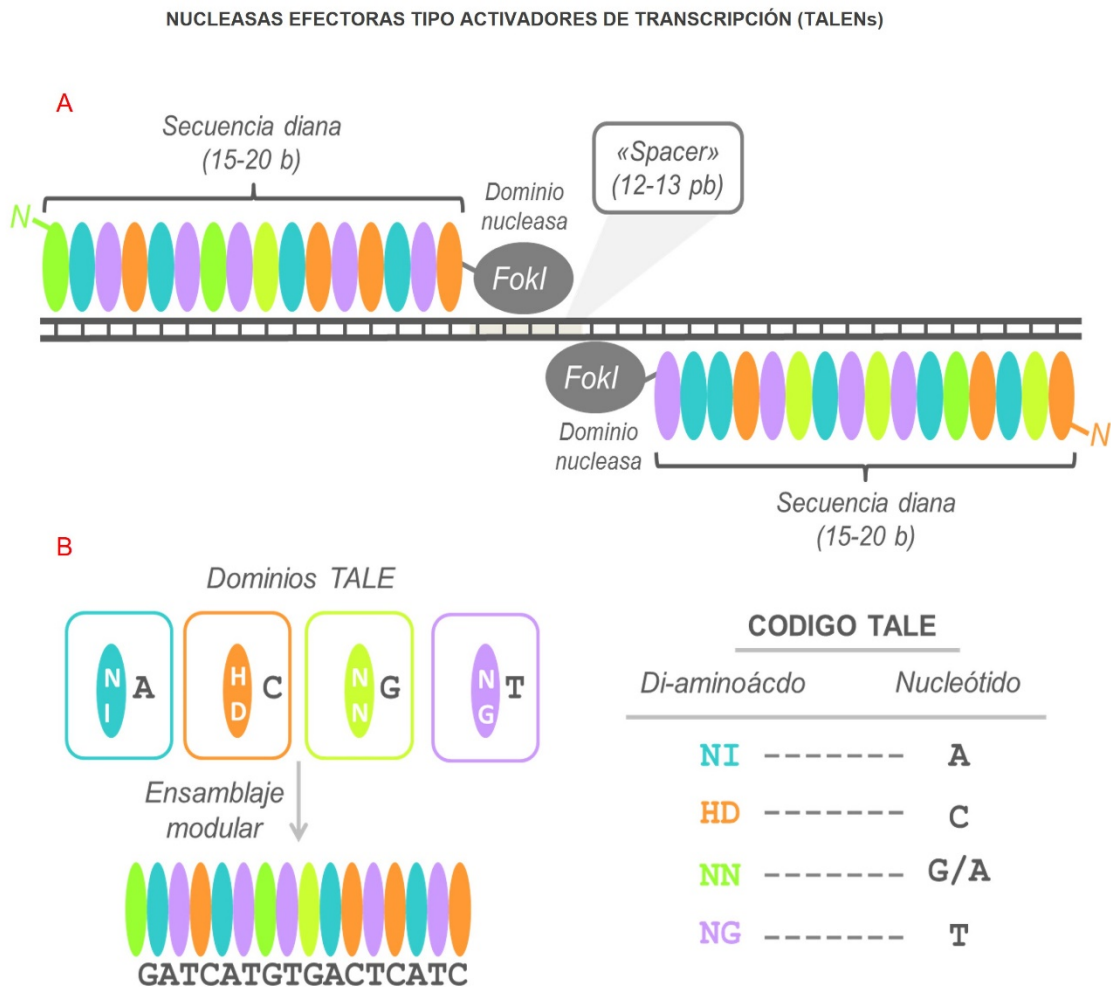 NUCLEASAS EFECTORAS TIPO ACTIVADORES DE TRANSCRIPCIÓN (TALENs)
A
Secuencia diana
(15-20 b)
«Spacer»
(12-13 pb)
Dominio
nucleasa
N
FokI
FokI
Dominio
nucleasa
N
Secuencia diana
(15-20 b)
B
Dominios TALE
N
I
A
H
D
C
N
N
G
N
G
T
Ensamblaje
modular
GATCATGTGACTCATC
CODIGO TALE
Di-aminoácdo Nucleótido
NI ------- A
HD ------- C
NN ------- G/A
NG ------- T